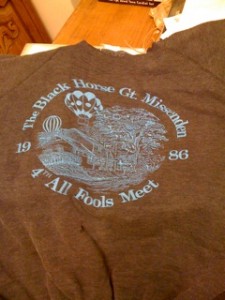 The Black Horse Gt. Missenden
19 86
4th All Fools Meet